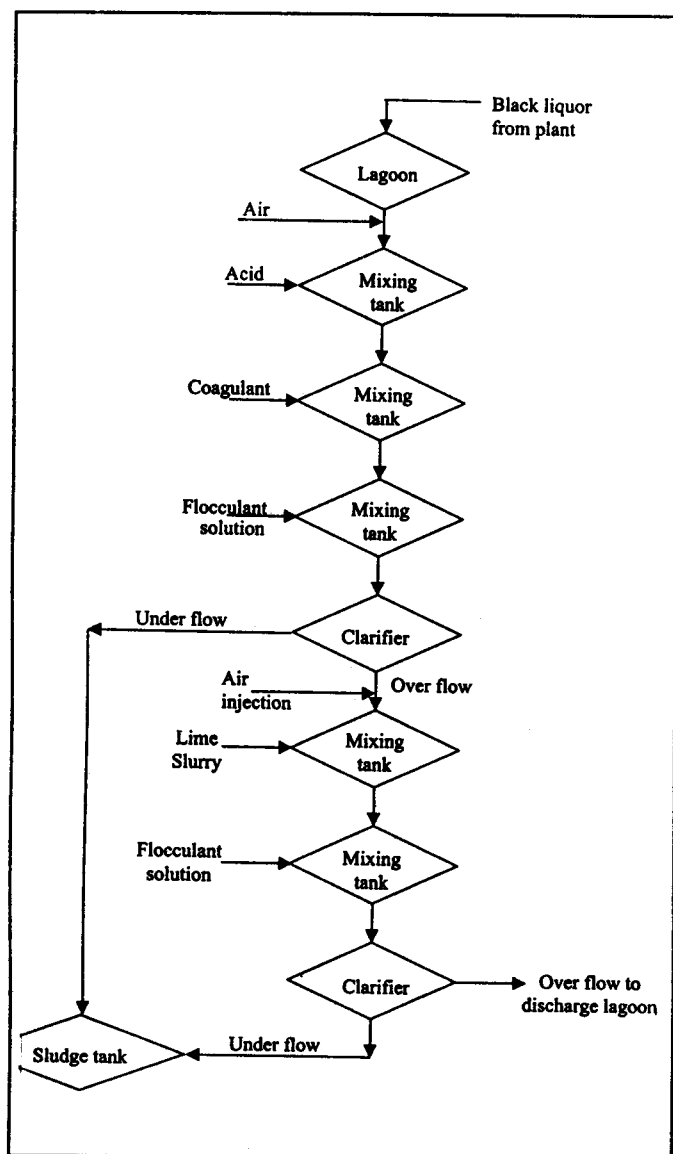 Black liquor
from plant
Lagoon
Air
Acid
Mixing
tank
Coagulant
Mixing
tank
Flocculant
solution
Mixing
tank
Under flow
Clarifier
Air
injection
Over flow
Lime
Slurry
Mixing
tank
Flocculant
solution
Mixing
tank
Clarifier
Over flow to
discharge lagoon
Under flow
Sludge tank